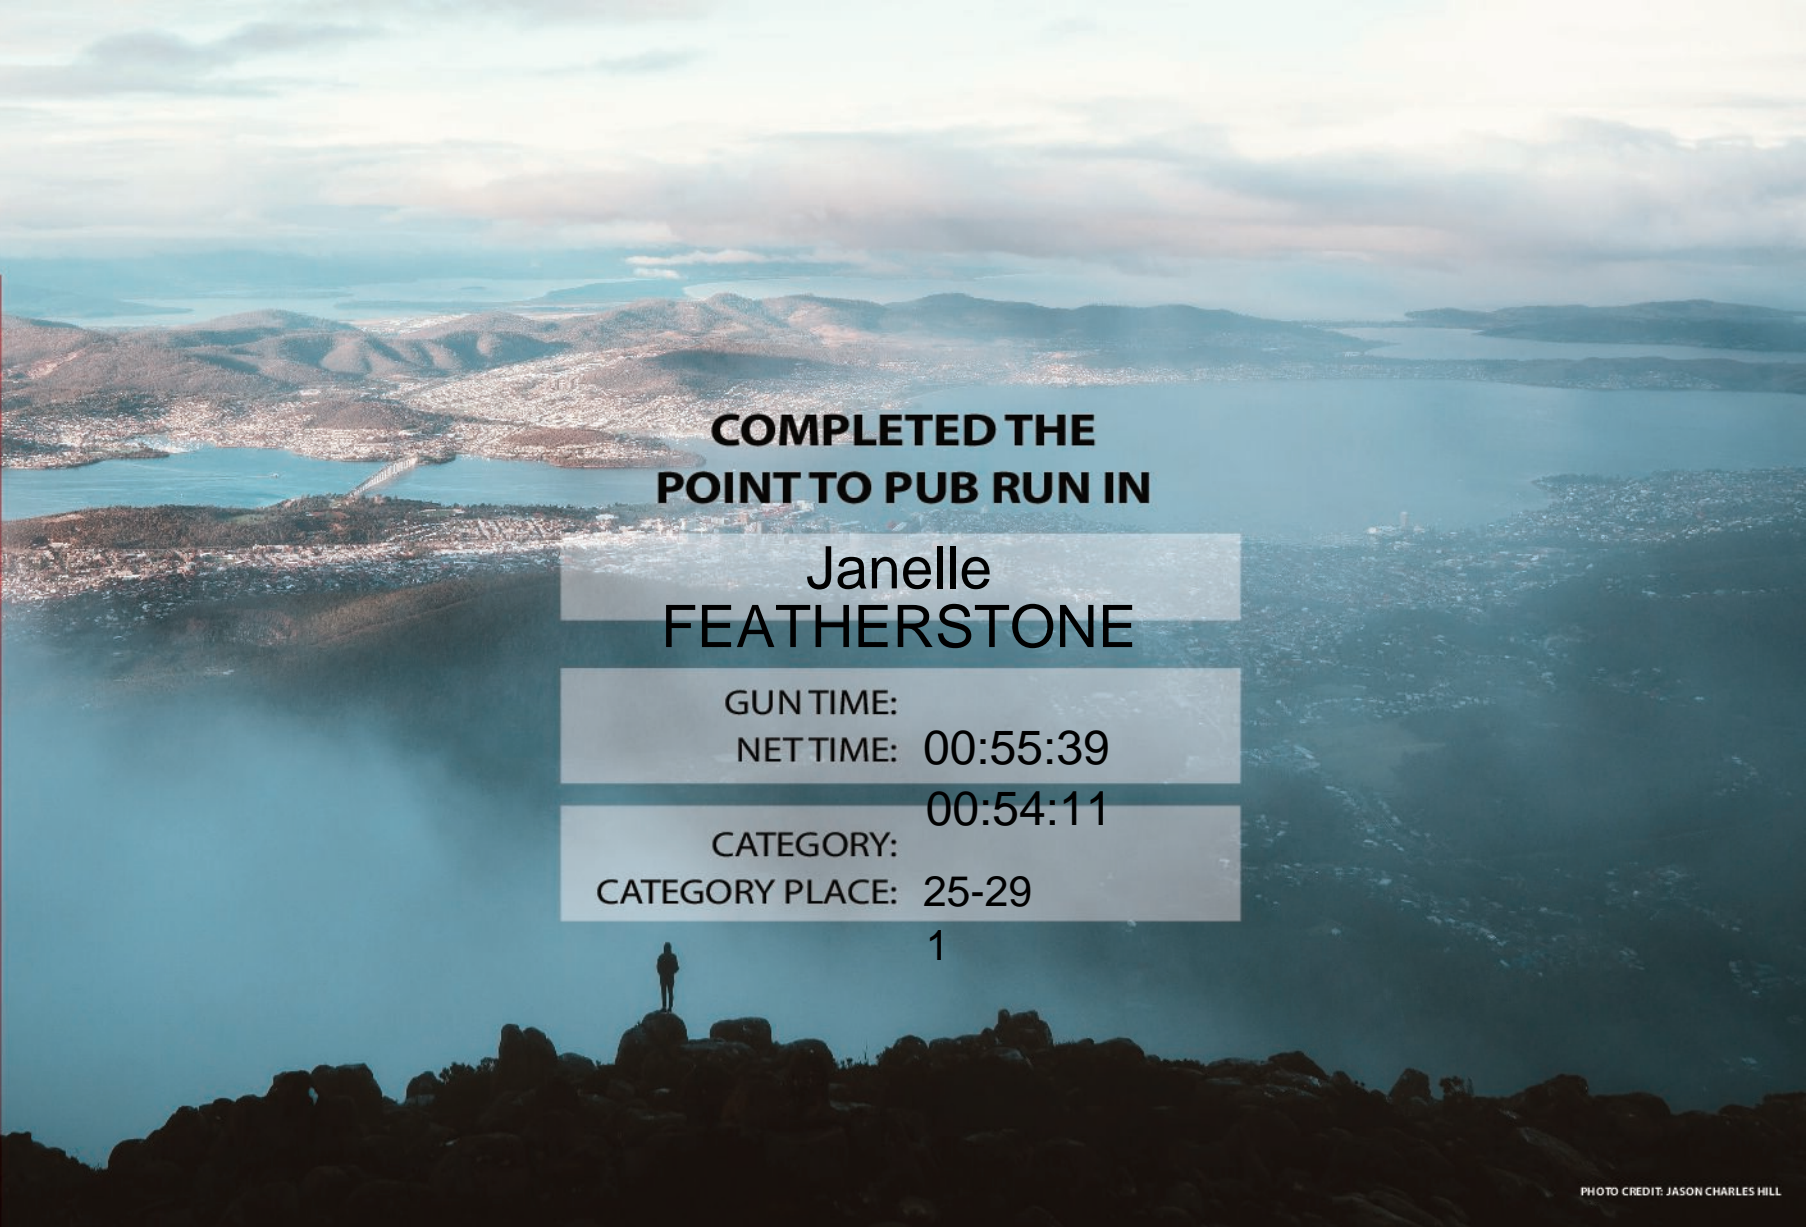 COMPLETED THE
POINT TO PUB RUN IN
Janelle
FEATHERSTONE
GUN TIME:
NET TIME: 00:55:39
00:54:11
CATEGORY:
CATEGORY PLACE: 25-29
1
PHOTO CREDIT: JASON CHARLES HILL